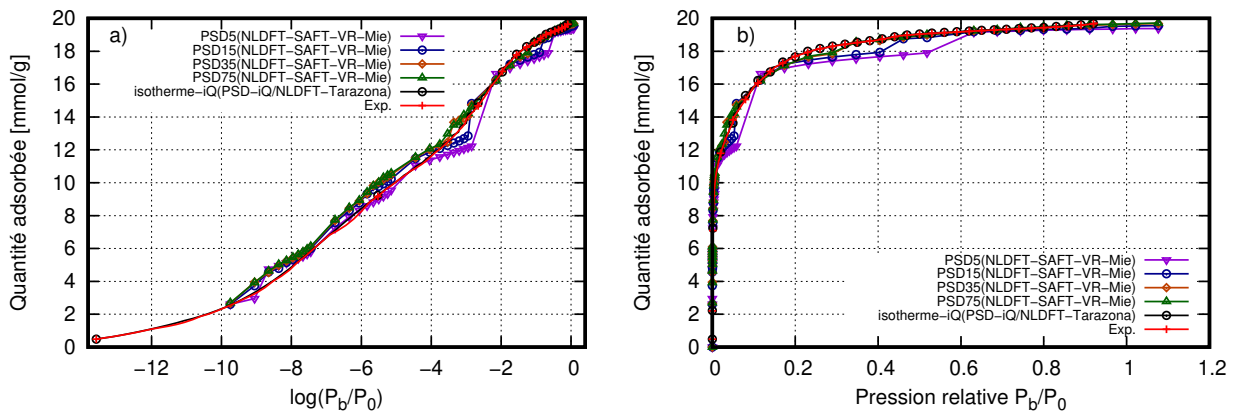 a)
PSD5(NLDFT−SAFT−VR−Mie)
PSD15(NLDFT−SAFT−VR−Mie)
PSD35(NLDFT−SAFT−VR−Mie)
PSD75(NLDFT−SAFT−VR−Mie)
isotherme−iQ(PSD−iQ/NLDFT−Tarazona)
Exp.
Quantité adsorbée [mmol/g]
20
18
16
14
12
10
8
6
4
2
0
−12 −10 −8 −6 −4 −2 0
log(P_b/P_0)
b)
Quantité adsorbée [mmol/g]
20
18
16
14
12
10
8
6
4
2
0
PSD5(NLDFT−SAFT−VR−Mie)
PSD15(NLDFT−SAFT−VR−Mie)
PSD35(NLDFT−SAFT−VR−Mie)
PSD75(NLDFT−SAFT−VR−Mie)
isotherme−iQ(PSD−iQ/NLDFT−Tarazona)
Exp.
0 0.2 0.4 0.6 0.8 1 1.2
Pression relative P_b/P_0